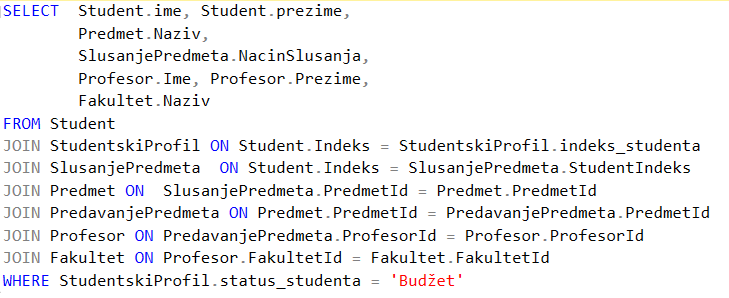 SELECT  Student.ime, Student.prezime,
        Predmet.Naziv,
        SlusanjePredmeta.NacinSlusanja,
        Profesor.Ime, Profesor.Prezime,
        Fakultet.Naziv
FROM Student
JOIN StudentskiProfil ON Student.Indeks = StudentskiProfil.indeks_studenta
JOIN SlusanjePredmeta  ON Student.Indeks = SlusanjePredmeta.StudentIndeks
JOIN Predmet ON  SlusanjePredmeta.PredmetId = Predmet.PredmetId
JOIN PredavanjePredmeta ON Predmet.PredmetId = PredavanjePredmeta.PredmetId
JOIN Profesor ON PredavanjePredmeta.ProfesorId = Profesor.ProfesorId
JOIN Fakultet ON Profesor.FakultetId = Fakultet.FakultetId
WHERE StudentskiProfil.status_studenta = 'Budžet'